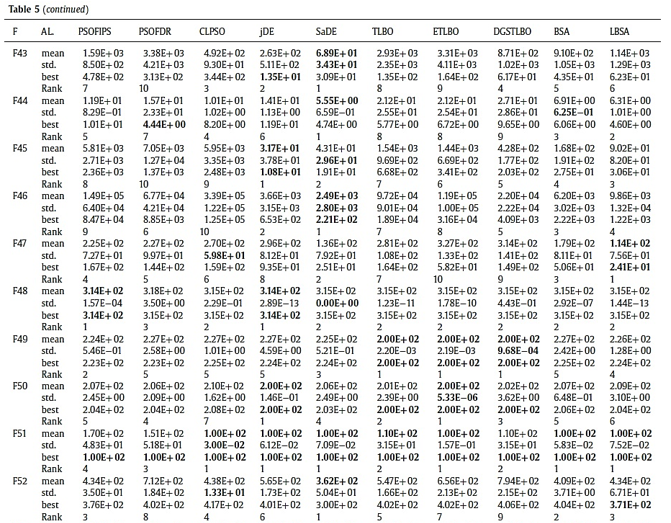 Table 5 (continued)
F AL. PSOFIPS PSOFDR CLPSO jDE SaDE TLBO ETLBO DGSTLBO BSA LBSA
F43 mean 1.59E+03 3.38E+03 4.92E+02 2.63E+02 6.89E+01 2.93E+03 3.31E+03 8.71E+02 9.10E+02 1.14E+03
std. 8.50E+02 4.21E+03 9.30E+01 5.11E+02 3.43E+01 2.35E+03 4.11E+03 1.02E+03 1.05E+03 1.29E+03
best 4.78E+02 3.13E+02 3.44E+02 1.35E+01 3.09E+01 1.35E+02 1.64E+02 6.17E+01 4.35E+01 6.23E+01
Rank 7 10 3 2 1 8 9 4 5 6
F44 mean 1.19E+01 1.57E+01 1.01E+01 1.41E+01 5.55E+00 2.12E+01 2.12E+01 2.71E+01 6.91E+00 6.31E+00
std. 8.29E−01 2.33E+01 1.02E+00 1.13E+00 6.59E−01 2.55E+01 2.54E+01 2.86E+01 6.25E−01 1.01E+00
best 1.01E+01 4.44E+00 8.20E+00 1.19E+01 4.74E+00 5.77E+00 6.72E+00 9.65E+00 6.06E+00 4.60E+00
Rank 5 7 4 6 1 8 8 9 3 2
F45 mean 5.81E+03 7.05E+03 5.95E+03 3.17E+01 4.31E+01 1.54E+03 1.44E+03 4.28E+02 1.68E+02 9.02E+01
std. 2.71E+03 1.27E+04 3.35E+03 3.78E+01 2.96E+01 9.69E+02 6.69E+02 1.77E+02 1.91E+02 8.20E+01
best 2.36E+03 1.37E+03 2.48E+03 1.08E+01 1.91E+01 6.68E+02 3.41E+02 2.03E+02 2.75E+01 3.06E+01
Rank 8 10 9 1 2 7 6 5 4 3
F46 mean 1.49E+05 6.77E+04 3.39E+05 3.66E+03 2.49E+03 9.72E+04 1.19E+05 2.20E+04 6.20E+03 9.86E+03
std. 6.40E+04 4.21E+04 1.22E+05 3.15E+03 2.80E+03 9.01E+04 1.00E+05 2.22E+04 3.02E+03 1.32E+04
best 8.47E+04 8.85E+03 1.25E+05 6.53E+02 2.21E+02 1.89E+04 3.16E+04 4.09E+03 2.22E+03 1.22E+03
Rank 9 6 10 2 1 7 8 5 3 4
F47 mean 2.25E+02 2.27E+02 2.70E+02 2.96E+02 1.36E+02 2.81E+02 3.27E+02 3.14E+02 1.79E+02 1.14E+02
std. 7.27E+01 9.97E+01 5.98E+01 8.12E+01 7.92E+01 1.08E+02 1.33E+02 1.41E+02 8.11E+01 7.56E+01
best 1.67E+02 1.44E+02 1.59E+02 9.35E+01 2.51E+01 1.64E+02 5.82E+01 1.49E+02 5.06E+01 2.41E+01
Rank 4 5 6 8 2 7 10 9 3 1
F48 mean 3.14E+02 3.18E+02 3.15E+02 3.14E+02 3.15E+02 3.15E+02 3.15E+02 3.15E+02 3.15E+02 3.15E+02
std. 1.57E−04 3.50E+00 2.29E−01 2.89E−13 0.00E+00 1.23E−11 1.78E−10 4.43E−01 2.92E−07 1.44E−13
best 3.14E+02 3.15E+02 3.15E+02 3.14E+02 3.15E+02 3.15E+02 3.15E+02 3.15E+02 3.15E+02 3.15E+02
Rank 1 3 2 1 2 2 2 2 2 2
F49 mean 2.24E+02 2.27E+02 2.27E+02 2.27E+02 2.25E+02 2.00E+02 2.00E+02 2.00E+02 2.27E+02 2.26E+02
std. 5.46E−01 2.58E+00 1.01E+00 4.59E+00 5.21E−01 2.20E−03 2.19E−03 9.68E−04 2.42E+00 1.28E+00
best 2.23E+02 2.23E+02 2.25E+02 2.24E+02 2.24E+02 2.00E+02 2.00E+02 2.00E+02 2.25E+02 2.24E+02
Rank 2 5 5 5 3 1 1 1 5 4
F50 mean 2.07E+02 2.06E+02 2.10E+02 2.00E+02 2.06E+02 2.01E+02 2.00E+02 2.02E+02 2.07E+02 2.09E+02
std. 2.45E+00 2.09E+00 1.62E+00 1.46E−01 2.49E+00 2.39E+00 5.33E−06 3.62E+00 6.48E−01 3.10E+00
best 2.04E+02 2.04E+02 2.08E+02 2.00E+02 2.03E+02 2.00E+02 2.00E+02 2.00E+02 2.06E+02 2.04E+02
Rank 5 4 7 1 4 2 1 3 5 6
F51 mean 1.70E+02 1.51E+02 1.00E+02 1.00E+02 1.00E+02 1.10E+02 1.00E+02 1.10E+02 1.00E+02 1.00E+02
std. 4.83E+01 5.18E+01 3.00E−02 6.12E−02 7.09E−02 3.15E+01 1.57E−01 3.15E+01 5.83E−02 7.52E−02
best 1.00E+02 1.00E+02 1.00E+02 1.00E+02 1.00E+02 1.00E+02 1.00E+02 1.00E+02 1.00E+02 1.00E+02
Rank 4 3 1 1 1 2 1 2 1 1
F52 mean 4.34E+02 7.12E+02 4.38E+02 5.65E+02 3.62E+02 5.47E+02 6.56E+02 7.94E+02 4.09E+02 4.34E+02
std. 3.50E+01 1.84E+02 1.33E+01 1.73E+02 5.04E+01 1.66E+02 2.13E+02 2.15E+02 3.71E+00 6.71E+01
best 3.76E+02 4.02E+02 4.17E+02 4.01E+02 3.00E+02 4.02E+02 4.02E+02 4.06E+02 4.04E+02 3.71E+02
Rank 3 8 4 6 1 5 7 9 2 3